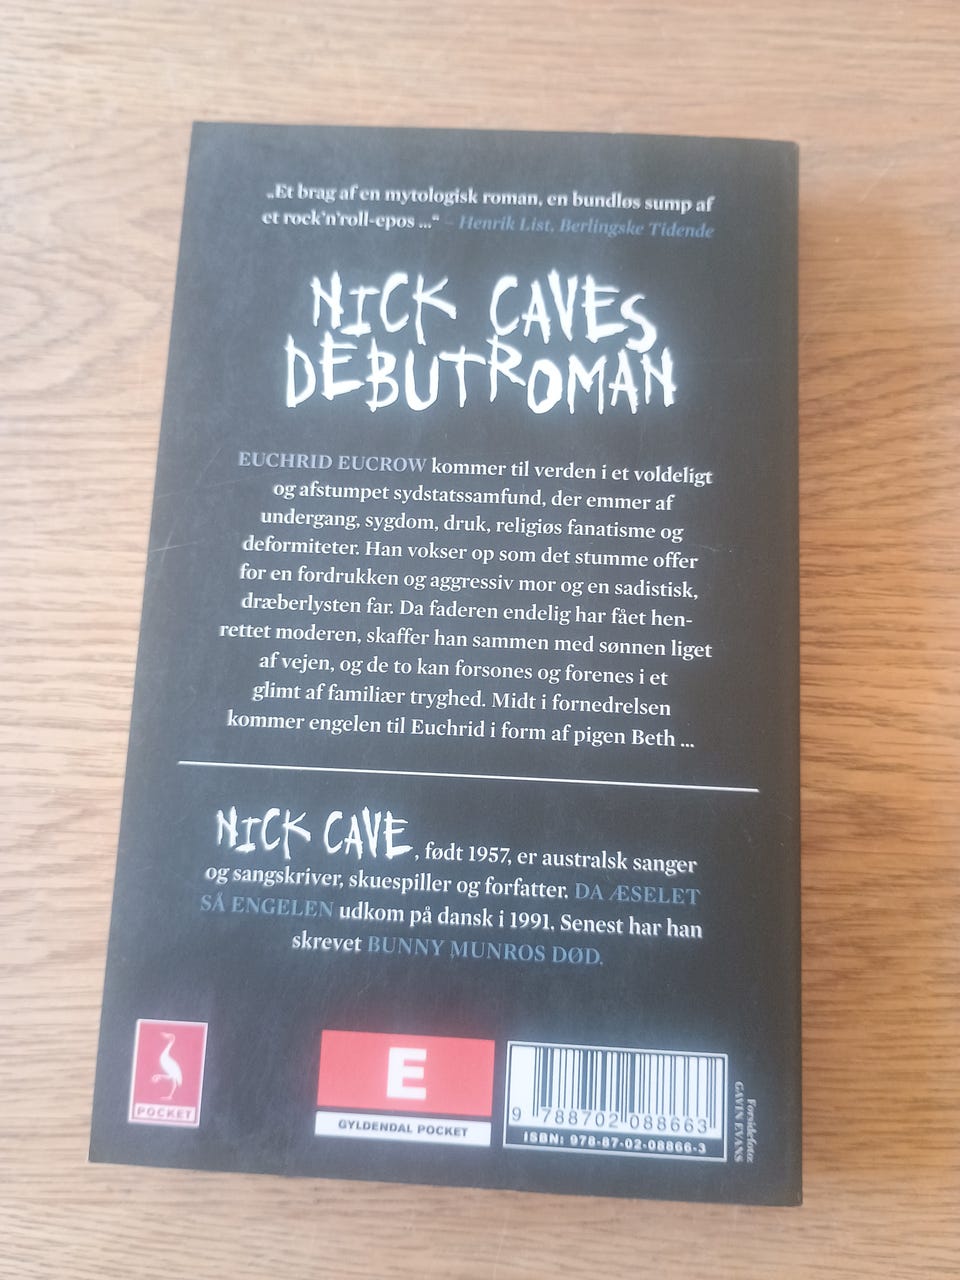 „Et brag af en mytologisk roman, en bundløs sump af
et rock'n'roll-epos ...“ – Henrik List, Berlingske Tidende
NICK CAVES
DEBUTROMAN
EUCHRID EUCROW kommer til verden i et voldeligt
og afstumpet sydstatssamfund, der emmer af
undergang, sygdom, druk, religiøs fanatisme og
deformiteter. Han vokser op som det stumme offer
for en fordrukken og aggressiv mor og en sadistisk,
dræberlysten far. Da faderen endelig har fået hen-
rettet moderen, skaffer han sammen med sønnen liget
af vejen, og de to kan forsones og forenes i et
glimt af familiær tryghed. Midt i fornedrelsen
kommer engelen til Euchrid i form af pigen Beth ...
NICK CAVE, født 1957, er australsk sanger
og sangskriver, skuespiller og forfatter. DA ÆSELET
SÅ ENGELEN udkom på dansk i 1991. Senest har han
skrevet BUNNY MUNROS DØD.
POCKET
E
GYLDENDAL POCKET
9 788702 088663
ISBN: 978-87-02-08866-3
Forsidefoto:
GAVIN EVANS